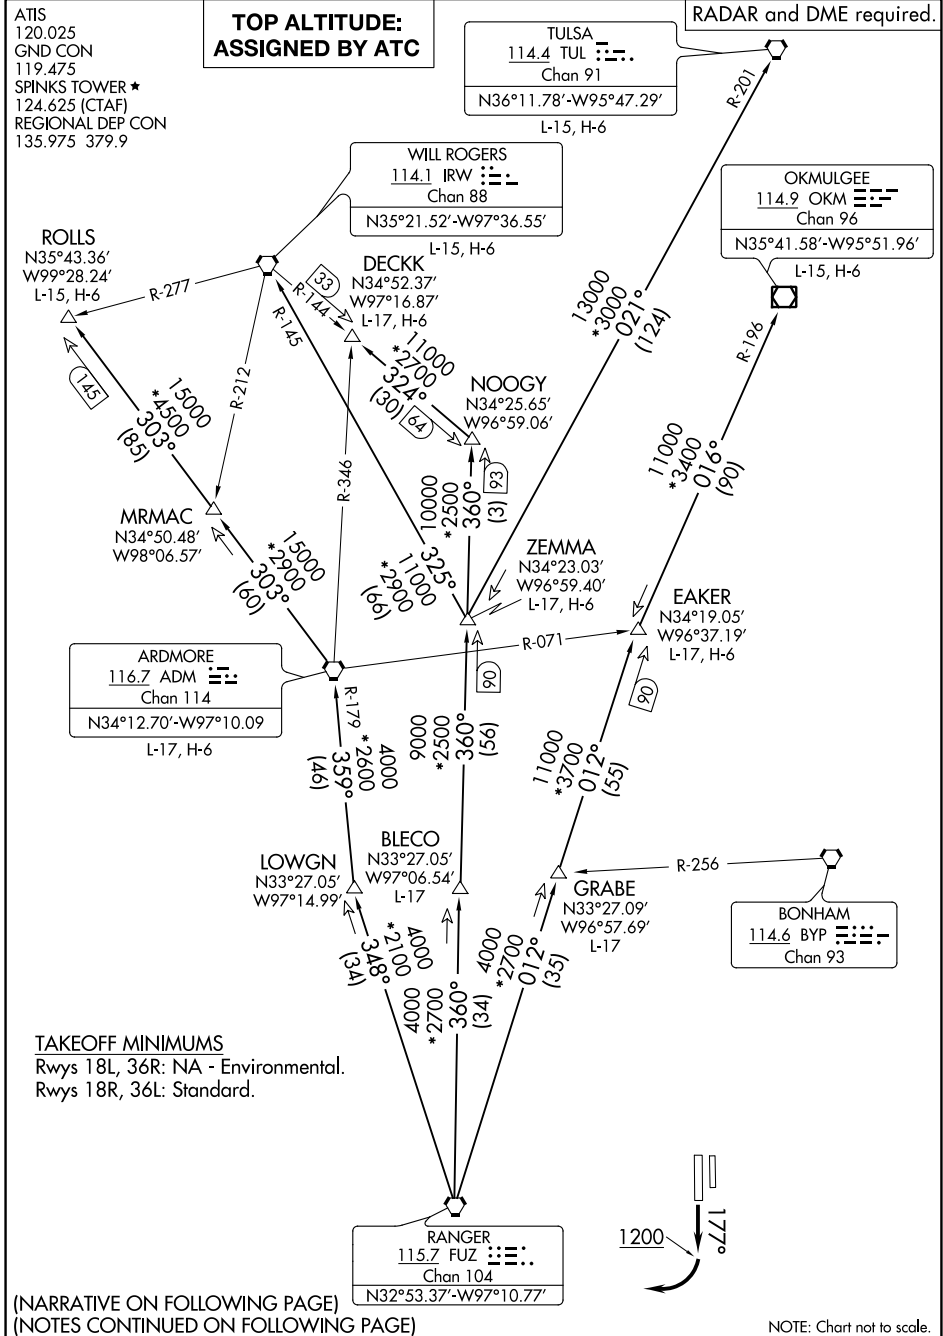 ATIS
120.025
GND CON
119.475
SPINKS TOWER ★
124.625 (CTAF)
REGIONAL DEP CON
135.975 379.9
TOP ALTITUDE:
ASSIGNED BY ATC
RADAR and DME required.
TULSA
114.4 TUL
Chan 91
N36°11.78'-W95°47.29'
L-15, H-6
R-201
WILL ROGERS
114.1 IRW
Chan 88
N35°21.52'-W97°36.55'
L-15, H-6
OKMULGEE
114.9 OKM
Chan 96
N35°41.58'-W95°51.96'
L-15, H-6
R-196
ROLLS
N35°43.36'
W99°28.24'
L-15, H-6
R-277
33
R-144
R-145
R-212
DECKK
N34°52.37'
W97°16.87'
L-17, H-6
13000
*3000
021°
(124)
145
15000
*4500
303°
(85)
11000
*2700
324°
(30)
64
NOOGY
N34°25.65'
W96°59.06'
93
R-346
11000
*3400
016°
(90)
10000
*2500
360°
(3)
MRMAC
N34°50.48'
W98°06.57'
15000
*2900
303°
(60)
325°
11000
*2900
(66)
ZEMMA
N34°23.03'
W96°59.40'
L-17, H-6
EAKER
N34°19.05'
W96°37.19'
L-17, H-6
R-071
90
90
ARDMORE
116.7 ADM
Chan 114
N34°12.70'-W97°10.09
L-17, H-6
R-179
4000
*2600
359°
(46)
9000
*2500
360°
(56)
11000
*3700
012°
(55)
LOWGN
N33°27.05'
W97°14.99'
BLECO
N33°27.05'
W97°06.54'
L-17
GRABE
N33°27.09'
W96°57.69'
L-17
R-256
BONHAM
114.6 BYP
Chan 93
4000
*2100
348°
(34)
4000
*2700
360°
(34)
4000
*2700
012°
(35)
TAKEOFF MINIMUMS
Rwys 18L, 36R: NA - Environmental.
Rwys 18R, 36L: Standard.
177°
1200
RANGER
115.7 FUZ
Chan 104
N32°53.37'-W97°10.77'
(NARRATIVE ON FOLLOWING PAGE)
(NOTES CONTINUED ON FOLLOWING PAGE)
NOTE: Chart not to scale.